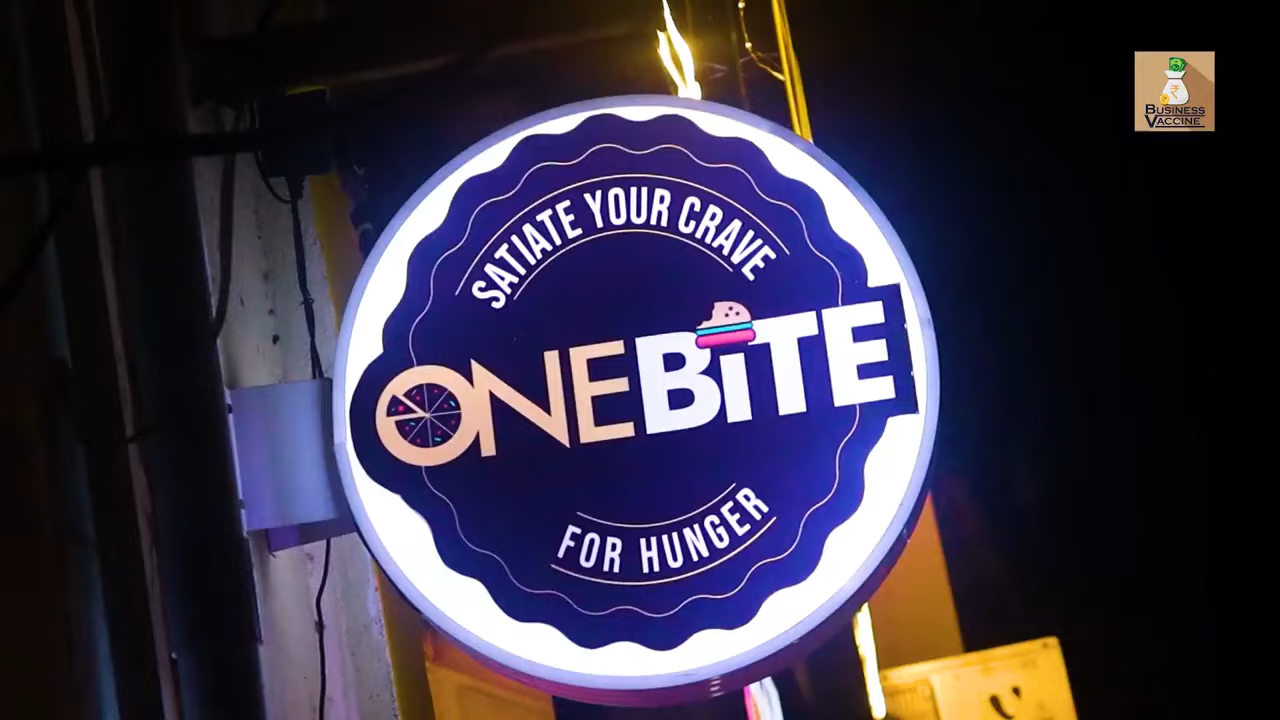 SATIATE YOUR CRAVE
ONEBiTE
FOR HUNGER
₹
BUSINESS
VACCINE